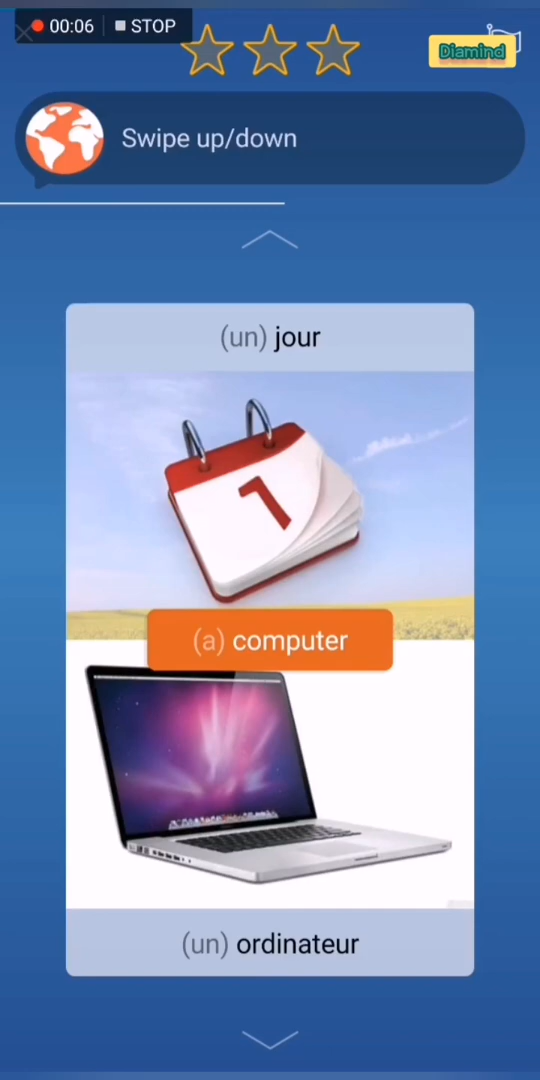 00:06 STOP
Diamind
Swipe up/down
(un) jour
1
(a) computer
(un) ordinateur